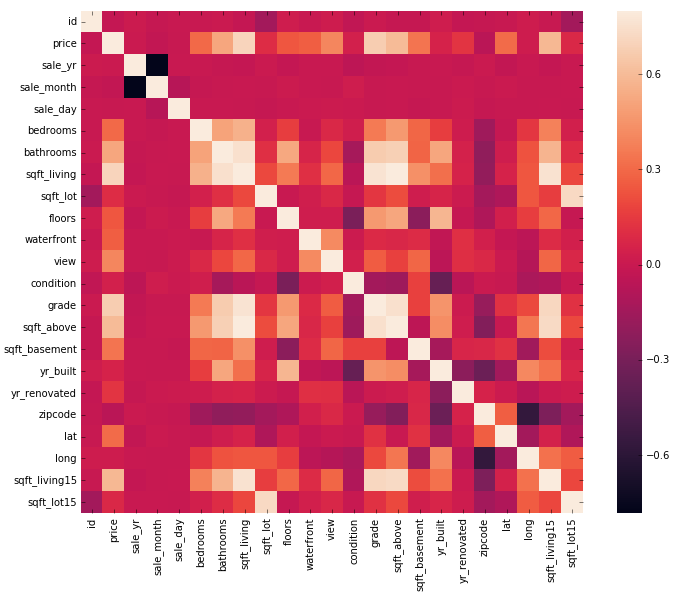 id
price
sale_yr
sale_month
sale_day
bedrooms
bathrooms
sqft_living
sqft_lot
floors
waterfront
view
condition
grade
sqft_above
sqft_basement
yr_built
yr_renovated
zipcode
lat
long
sqft_living15
sqft_lot15
id
price
sale_yr
sale_month
sale_day
bedrooms
bathrooms
sqft_living
sqft_lot
floors
waterfront
view
condition
grade
sqft_above
sqft_basement
yr_built
yr_renovated
zipcode
lat
long
sqft_living15
sqft_lot15
0.6
0.3
0.0
−0.3
−0.6